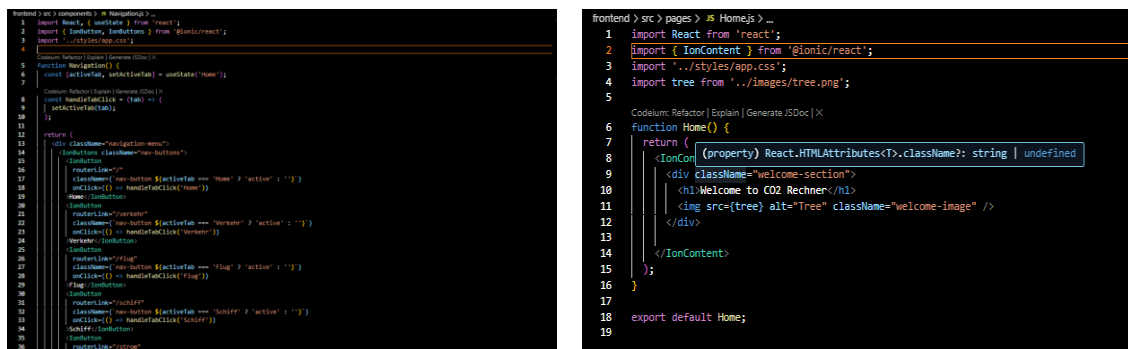 frontend > src > components > JS Navigation.js > ...
1 import React, { useState } from 'react';
2 import { IonButton, IonButtons } from '@ionic/react';
3 import '../styles/app.css';
4
Codeium: Refactor | Explain | Generate JSDoc | X
5 function Navigation() {
6 const [activeTab, setActiveTab] = useState('Home');
7
Codeium: Refactor | Explain | Generate JSDoc | X
8 const handleTabClick = (tab) => {
9 setActiveTab(tab);
10 };
11
12 return (
13 <div className="navigation-menu">
14 <IonButtons className="nav-buttons">
15 <IonButton
16 routerLink="/"
17 className={`nav-button ${activeTab === 'Home' ? 'active' : ''}`}
18 onClick={() => handleTabClick('Home')}
19 >Home</IonButton>
20 <IonButton
21 routerLink="/verkehr"
22 className={`nav-button ${activeTab === 'Verkehr' ? 'active' : ''}`}
23 onClick={() => handleTabClick('Verkehr')}
24 >Verkehr</IonButton>
25 <IonButton
26 routerLink="/flug"
27 className={`nav-button ${activeTab === 'Flug' ? 'active' : ''}`}
28 onClick={() => handleTabClick('Flug')}
29 >Flug</IonButton>
30 <IonButton
31 routerLink="/schiff"
32 className={`nav-button ${activeTab === 'Schiff' ? 'active' : ''}`}
33 onClick={() => handleTabClick('Schiff')}
34 >Schiff</IonButton>
35 <IonButton
36 routerLink="/strom"
frontend > src > pages > JS Home.js > ...
1 import React from 'react';
2 import { IonContent } from '@ionic/react';
3 import '../styles/app.css';
4 import tree from '../images/tree.png';
5
Codeium: Refactor | Explain | Generate JSDoc | X
6 function Home() {
7 return (
(property) React.HTMLAttributes<T>.className?: string | undefined
8 <IonCon
9 <div className="welcome-section">
10 <h1>Welcome to CO2 Rechner</h1>
11 <img src={tree} alt="Tree" className="welcome-image" />
12 </div>
13
14 </IonContent>
15 );
16 }
17
18 export default Home;
19